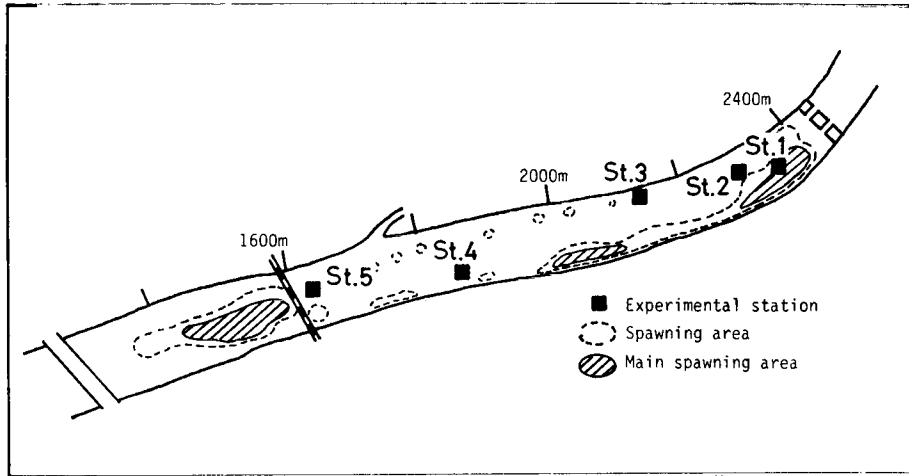 2400m
St.1
St.2
St.3
2000m
St.4
1600m
St.5
Experimental station
Spawning area
Main spawning area